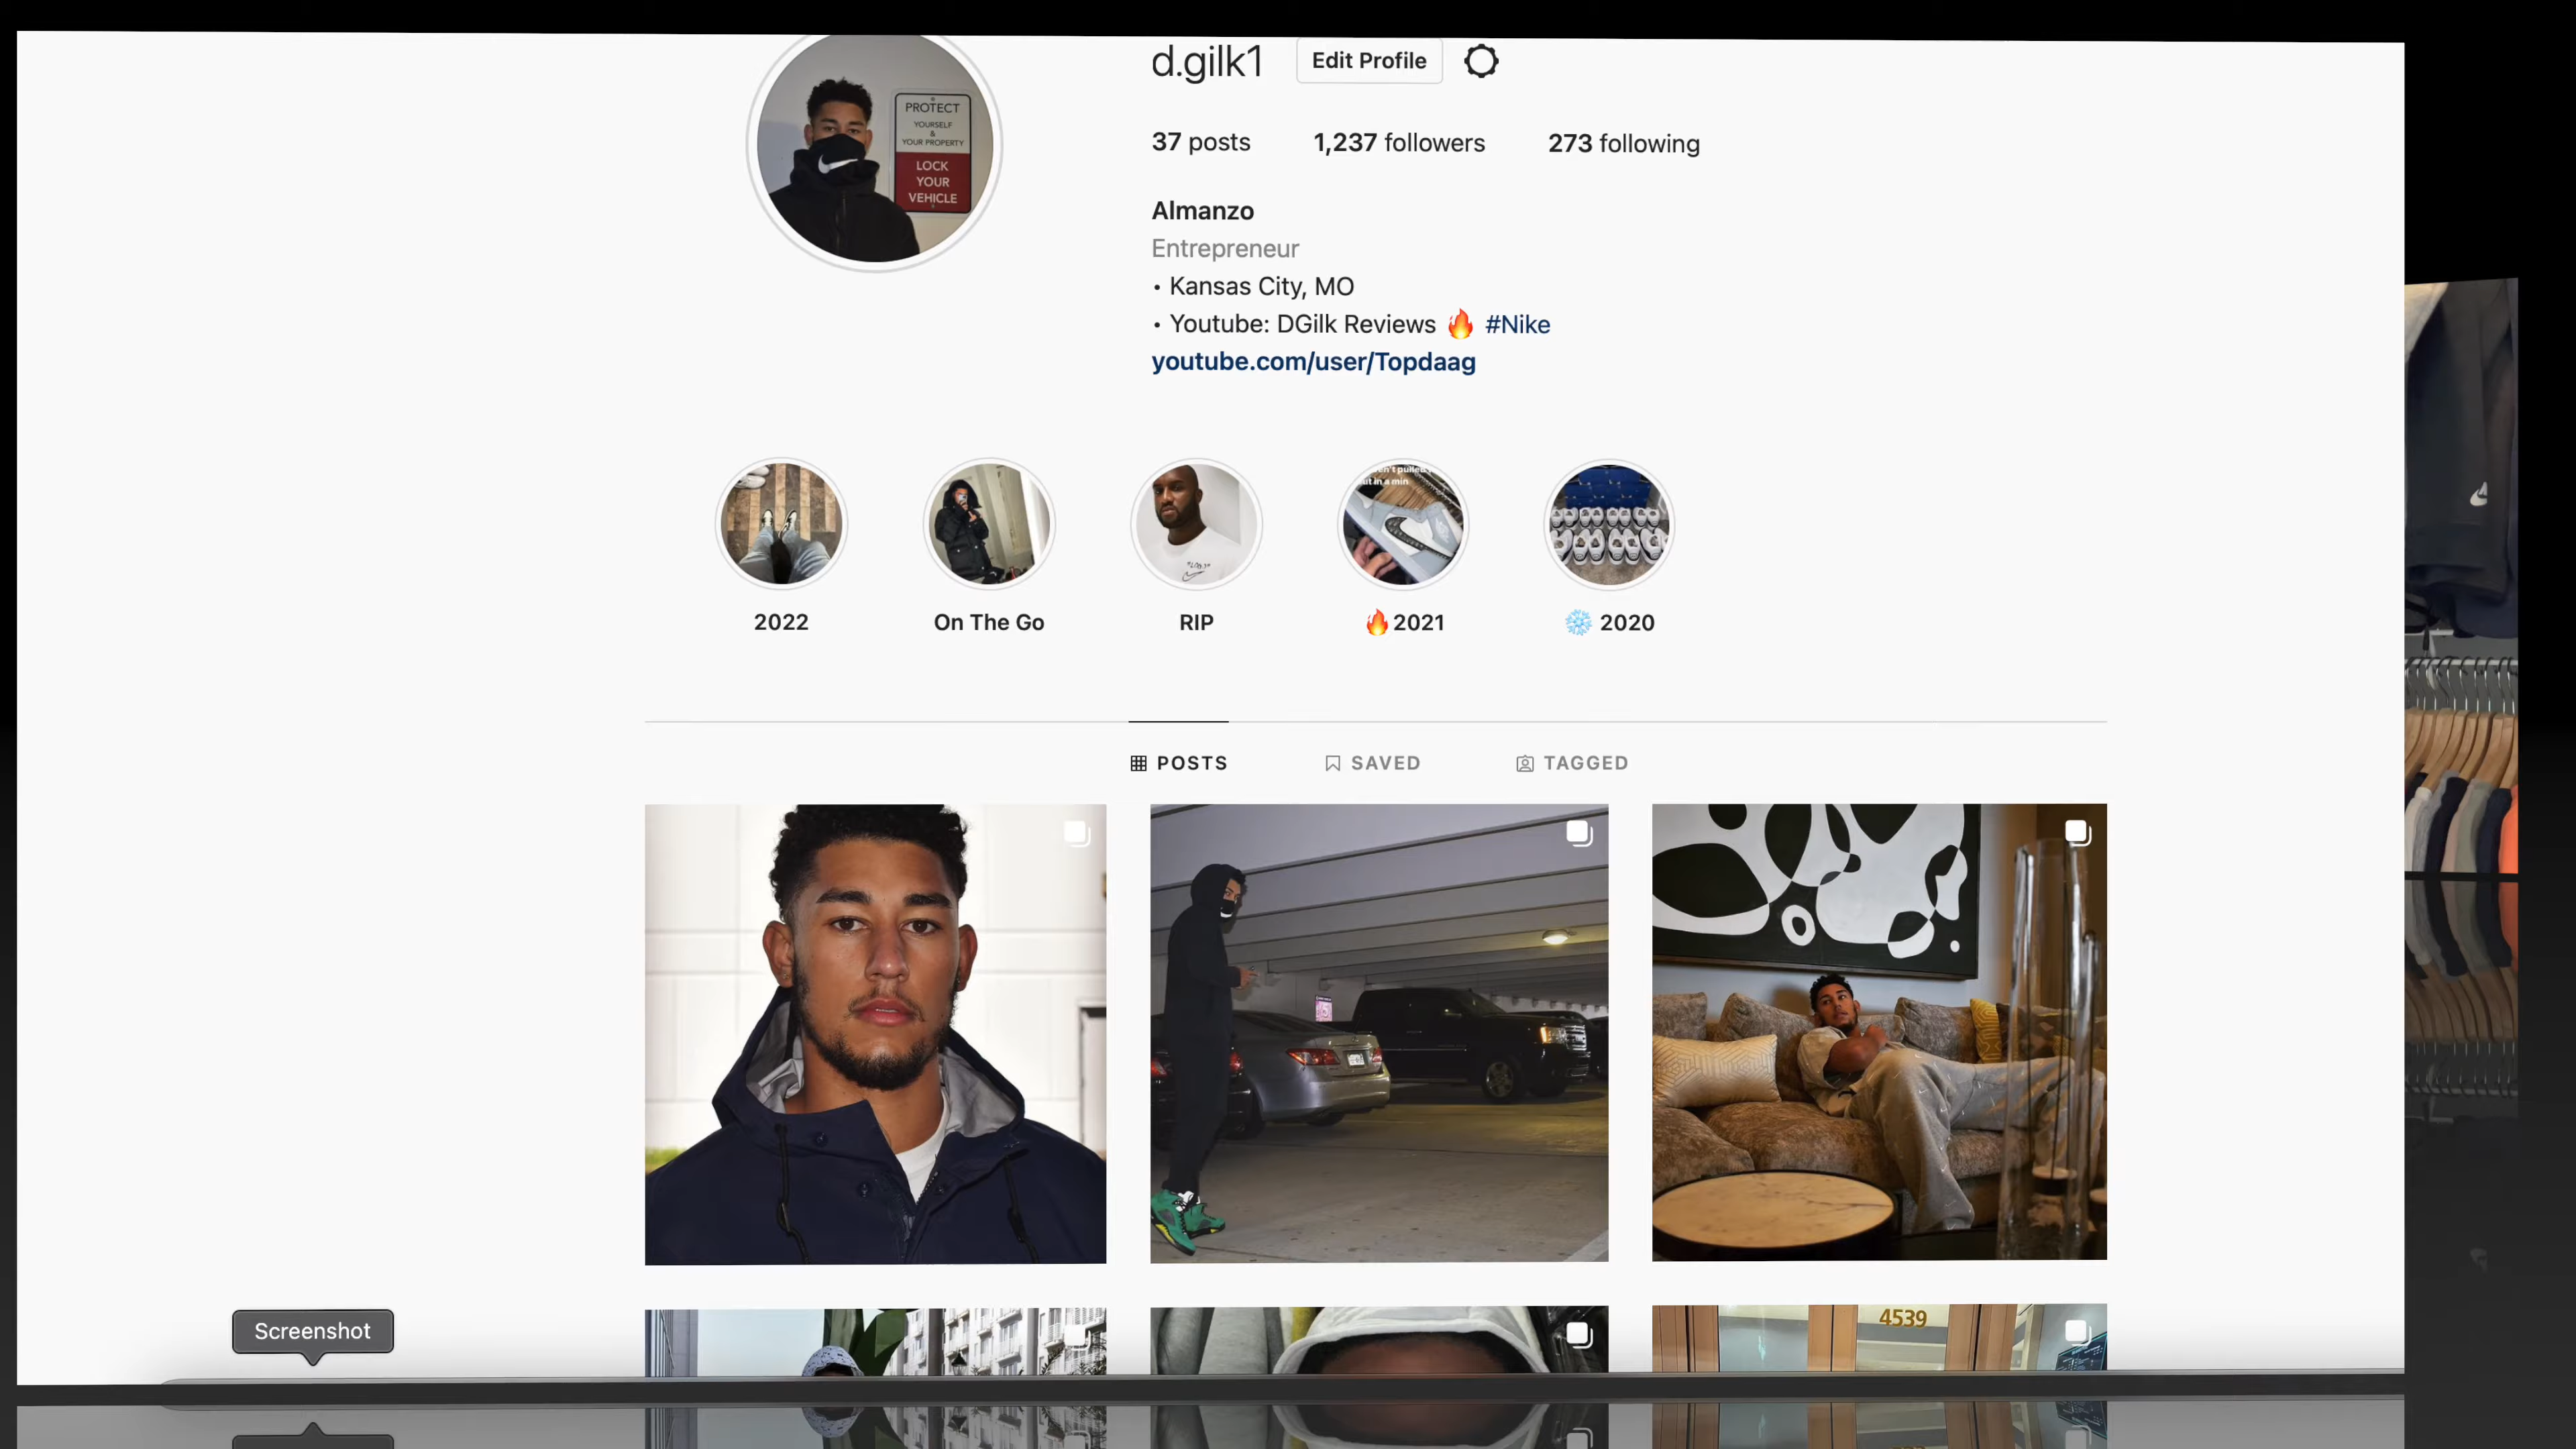 d.gilk1 Edit Profile
PROTECT
YOURSELF
&
YOUR PROPERTY
LOCK
YOUR
VEHICLE
37 posts 1,237 followers 273 following
Almanzo
Entrepreneur
• Kansas City, MO
• Youtube: DGilk Reviews 🔥 #Nike
youtube.com/user/Topdaag
2022
On The Go
RIP
🔥2021
❄️ 2020
POSTS SAVED TAGGED
4539
Screenshot